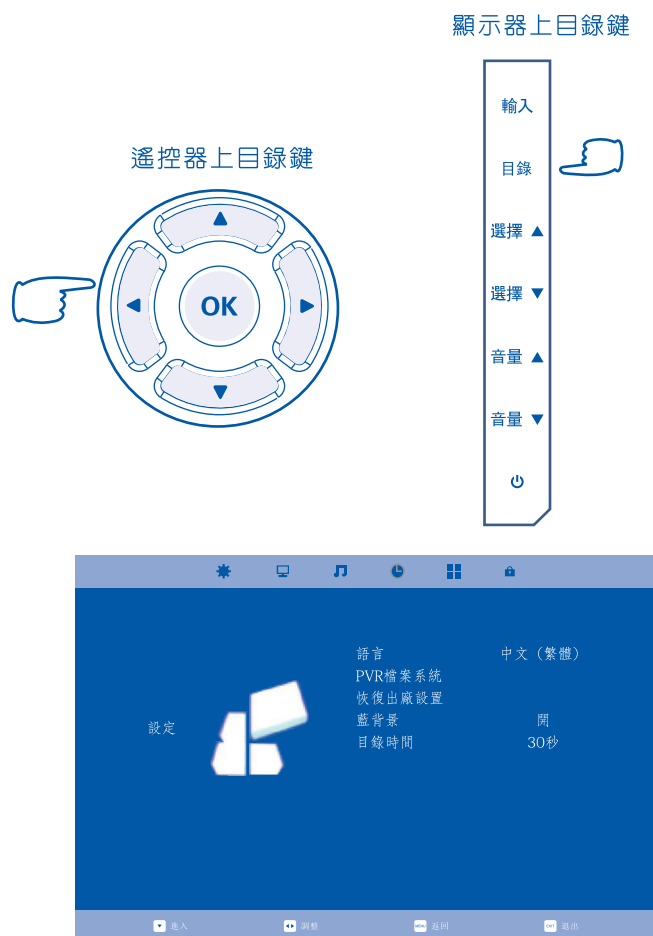 顯示器上目錄鍵
輸入
目錄
選擇 ▲
選擇 ▼
音量 ▲
音量 ▼
遙控器上目錄鍵
OK
設定
語言 中文（繁體）
PVR檔案系統
恢復出廠設置
藍背景 開
目錄時間 30秒
進入 調整 MENU 返回 EXIT 退出